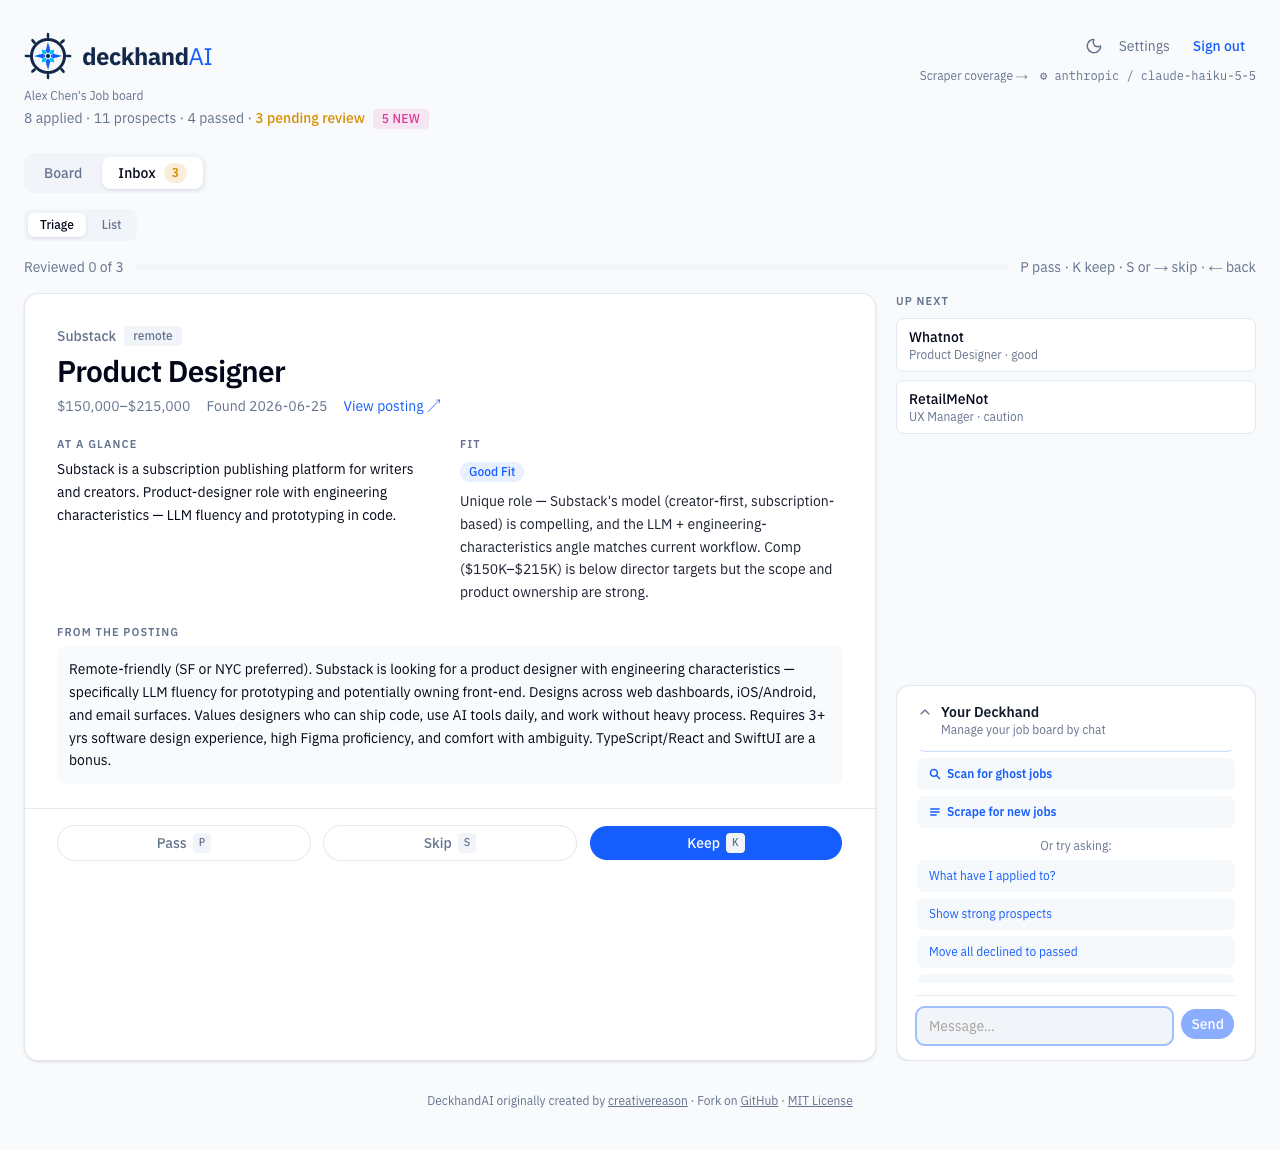 deckhandAI
Settings
Sign out
Alex Chen's Job board
Scraper coverage → ⚙ anthropic / claude-haiku-5-5
8 applied · 11 prospects · 4 passed · 3 pending review 5 NEW
Board
Inbox 3
Triage
List
Reviewed 0 of 3
P pass · K keep · S or → skip · ← back
Substack remote
Product Designer
$150,000–$215,000 Found 2026-06-25 View posting ↗
AT A GLANCE
Substack is a subscription publishing platform for writers
and creators. Product-designer role with engineering
characteristics — LLM fluency and prototyping in code.
FIT
Good Fit
Unique role — Substack's model (creator-first, subscription-
based) is compelling, and the LLM + engineering-
characteristics angle matches current workflow. Comp
($150K–$215K) is below director targets but the scope and
product ownership are strong.
FROM THE POSTING
Remote-friendly (SF or NYC preferred). Substack is looking for a product designer with engineering characteristics —
specifically LLM fluency for prototyping and potentially owning front-end. Designs across web dashboards, iOS/Android,
and email surfaces. Values designers who can ship code, use AI tools daily, and work without heavy process. Requires 3+
yrs software design experience, high Figma proficiency, and comfort with ambiguity. TypeScript/React and SwiftUI are a
bonus.
Pass P
Skip S
Keep K
UP NEXT
Whatnot
Product Designer · good
RetailMeNot
UX Manager · caution
Your Deckhand
Manage your job board by chat
Scan for ghost jobs
Scrape for new jobs
Or try asking:
What have I applied to?
Show strong prospects
Move all declined to passed
Message...
Send
DeckhandAI originally created by creativereason · Fork on GitHub · MIT License